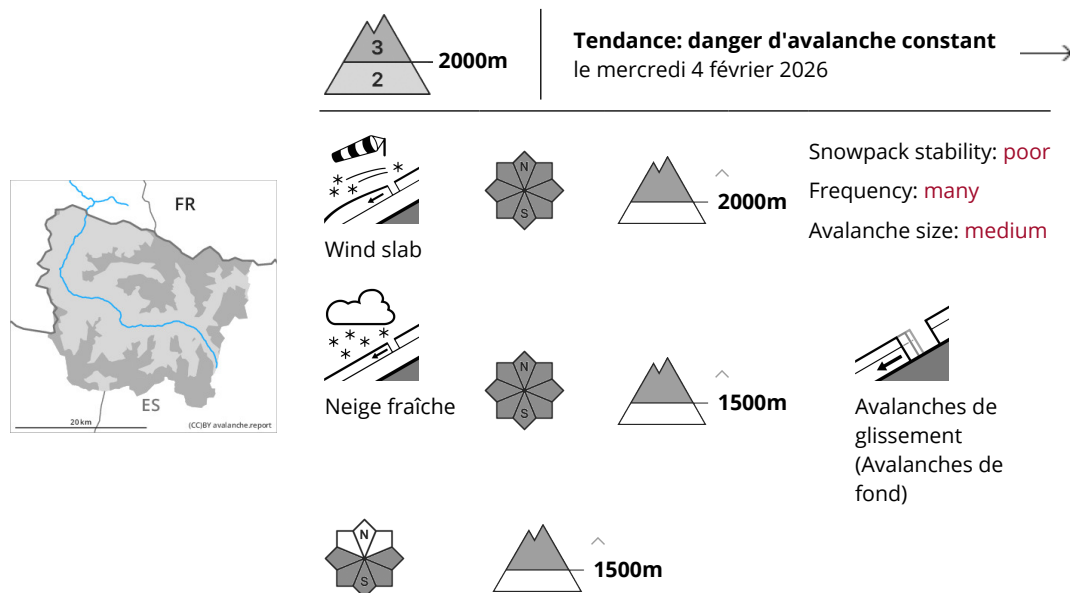 3
2
2000m
Tendance: danger d'avalanche constant
le mercredi 4 février 2026
FR
ES
20 km
(CC)BY avalanche.report
N
S
2000m
Wind slab
Snowpack stability: poor
Frequency: many
Avalanche size: medium
N
S
1500m
Neige fraîche
Avalanches de
glissement
(Avalanches de
fond)
N
S
1500m